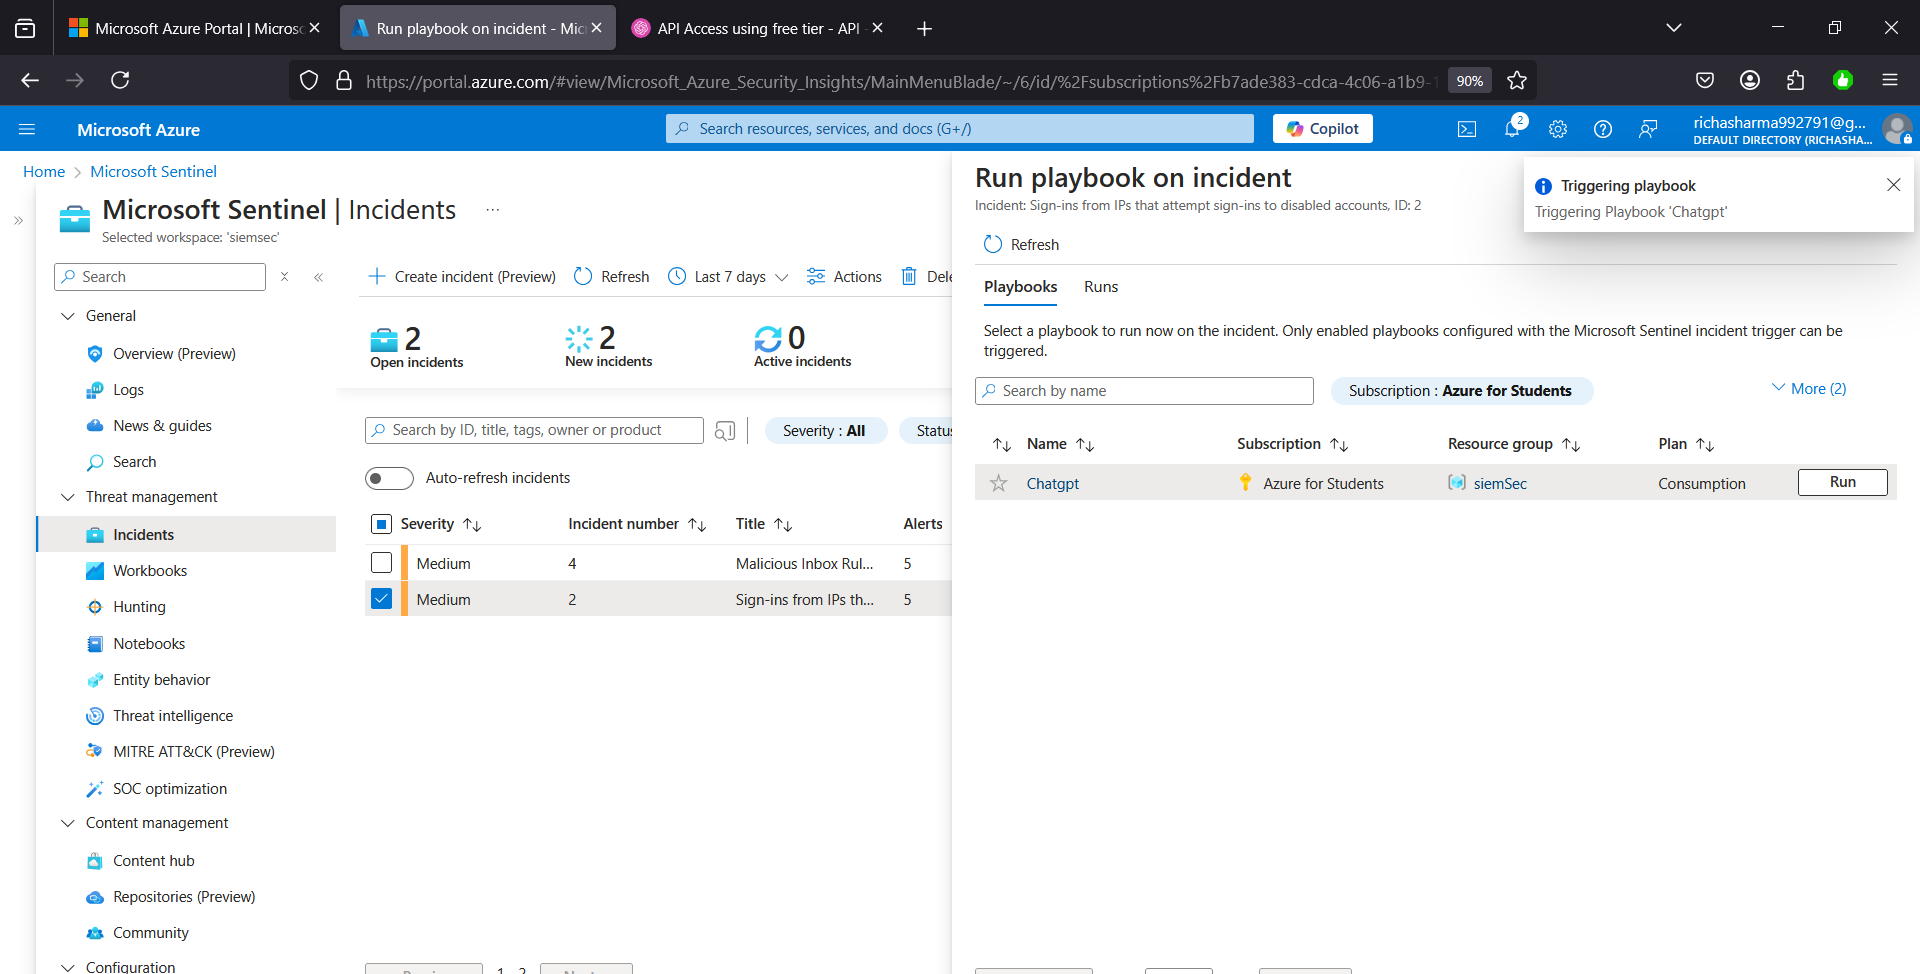 Microsoft Azure Portal | Microso
Run playbook on incident - Mic
API Access using free tier - API -
https://portal.azure.com/#view/Microsoft_Azure_Security_Insights/MainMenuBlade/~/6/id/%2Fsubscriptions%2Fb7ade383-cdca-4c06-a1b9-1
90%
Microsoft Azure
Search resources, services, and docs (G+/)
Copilot
2
richasharma992791@g...
DEFAULT DIRECTORY (RICHASHA...
Home > Microsoft Sentinel
Microsoft Sentinel | Incidents ...
Selected workspace: 'siemsec'
Search
General
Overview (Preview)
Logs
News & guides
Search
Threat management
Incidents
Workbooks
Hunting
Notebooks
Entity behavior
Threat intelligence
MITRE ATT&CK (Preview)
SOC optimization
Content management
Content hub
Repositories (Preview)
Community
Configuration
Create incident (Preview) Refresh Last 7 days Actions Dele
2
Open incidents
2
New incidents
0
Active incidents
Search by ID, title, tags, owner or product
Severity : All
Statu
Auto-refresh incidents
Severity Incident number Title Alerts
Medium 4 Malicious Inbox Rul... 5
Medium 2 Sign-ins from IPs th... 5
1 2
Run playbook on incident
Incident: Sign-ins from IPs that attempt sign-ins to disabled accounts, ID: 2
Triggering playbook
Triggering Playbook 'Chatgpt'
Refresh
Playbooks Runs
Select a playbook to run now on the incident. Only enabled playbooks configured with the Microsoft Sentinel incident trigger can be
triggered.
Search by name
Subscription : Azure for Students
More (2)
Name Subscription Resource group Plan
Chatgpt Azure for Students siemSec Consumption Run